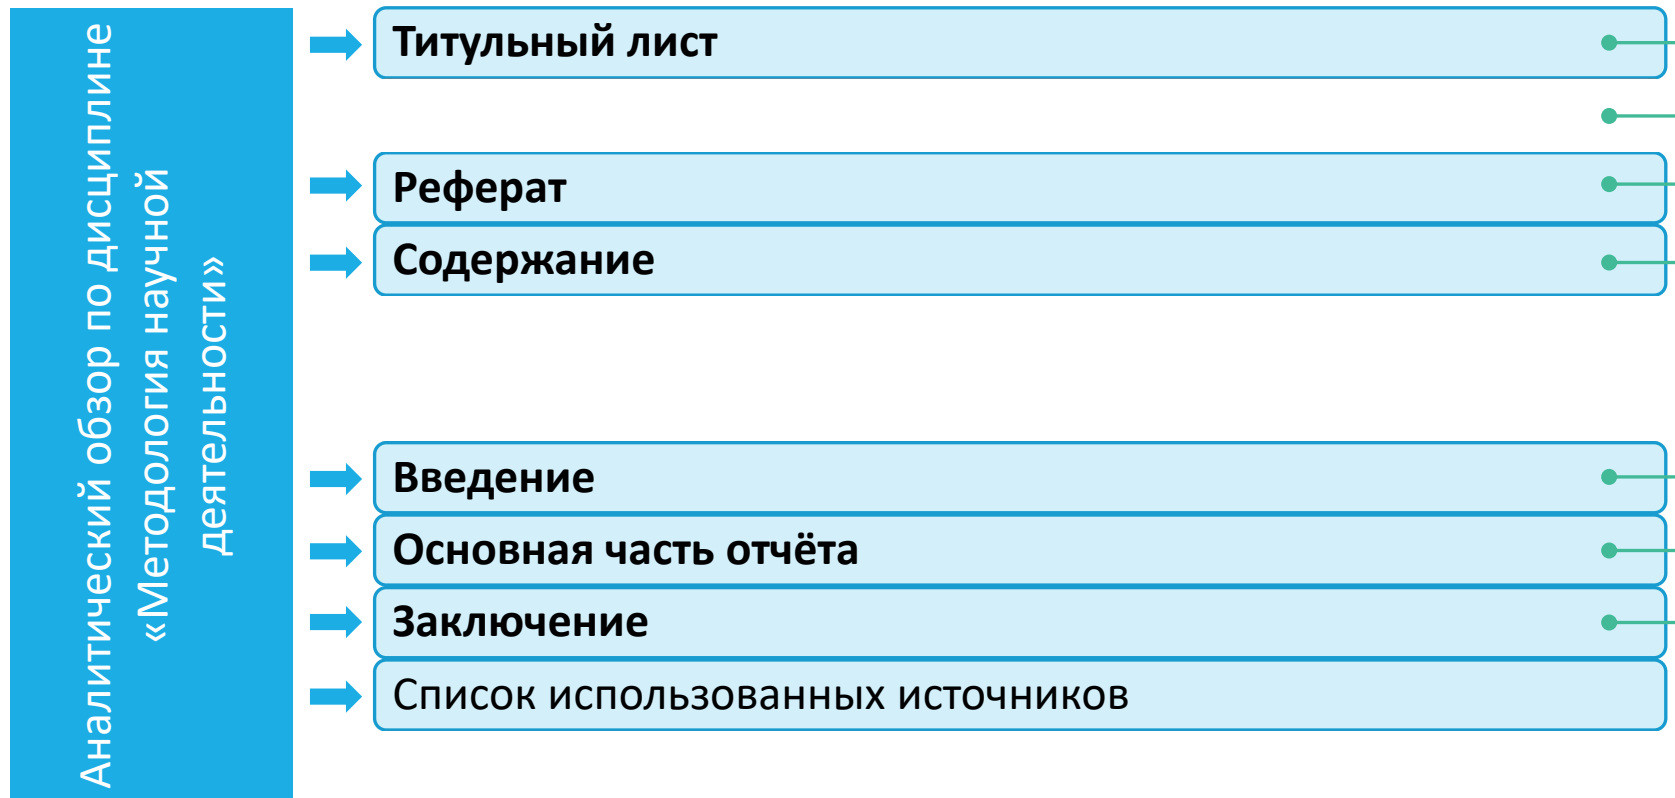 Аналитический обзор по дисциплине
«Методология научной
деятельности»
Титульный лист
Реферат
Содержание
Введение
Основная часть отчёта
Заключение
Список использованных источников